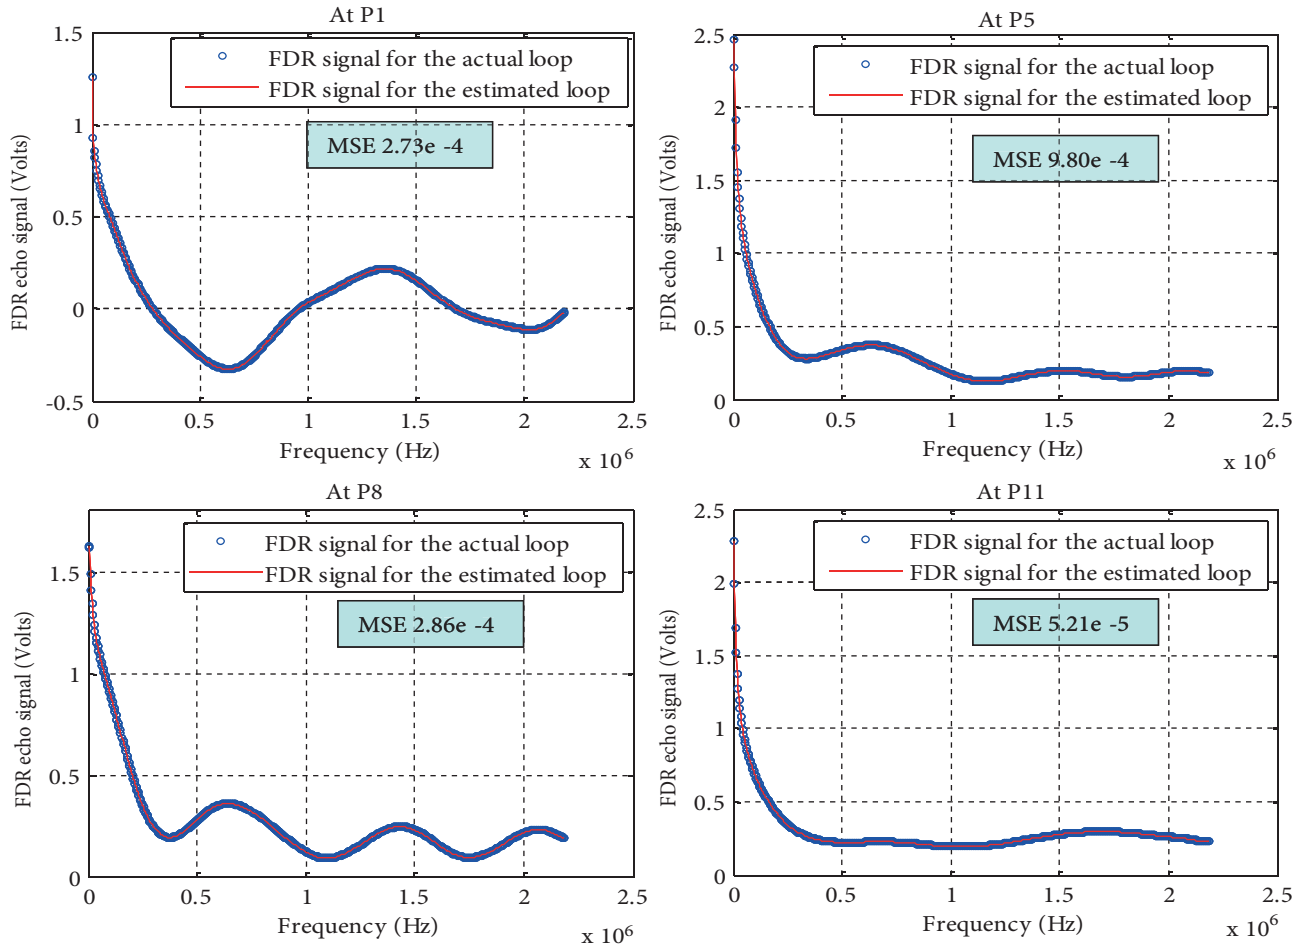 At P1
1.5
1
0.5
0
-0.5
FDR echo signal (Volts)
FDR signal for the actual loop
FDR signal for the estimated loop
MSE 2.73e -4
0 0.5 1 1.5 2 2.5
Frequency (Hz)
x 10⁶
At P5
2.5
2
1.5
1
0.5
0
FDR echo signal (Volts)
FDR signal for the actual loop
FDR signal for the estimated loop
MSE 9.80e -4
0 0.5 1 1.5 2 2.5
Frequency (Hz)
x 10⁶
At P8
1.5
1
0.5
0
FDR echo signal (Volts)
FDR signal for the actual loop
FDR signal for the estimated loop
MSE 2.86e -4
0 0.5 1 1.5 2 2.5
Frequency (Hz)
x 10⁶
At P11
2.5
2
1.5
1
0.5
0
FDR echo signal (Volts)
FDR signal for the actual loop
FDR signal for the estimated loop
MSE 5.21e -5
0 0.5 1 1.5 2 2.5
Frequency (Hz)
x 10⁶